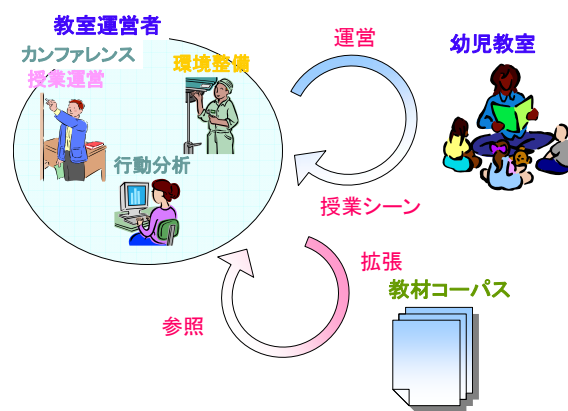 教室運営者
カンファレンス
授業運営
環境整備
行動分析
運営
幼児教室
授業シーン
拡張
教材コーパス
参照